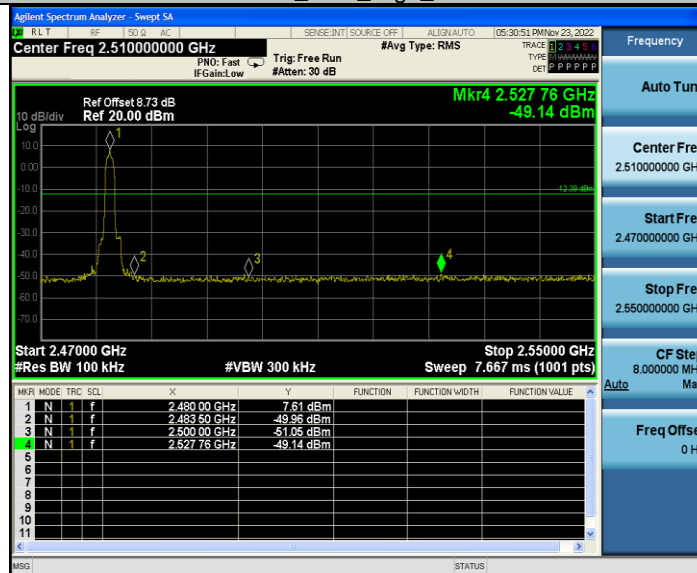 Agilent Spectrum Analyzer - Swept SA
RLT RF 50 Ω AC SENSE:INT SOURCE OFF ALIGN AUTO 05:30:51 PM Nov 23, 2022
Center Freq 2.510000000 GHz #Avg Type: RMS TRACE 1 2 3 4 5 6
PNO: Fast Trig: Free Run TYPE M
IFGain:Low #Atten: 30 dB DET P P P P P P
Frequency
Auto Tun
Center Fre
2.510000000 GH
Start Fre
2.470000000 GH
Stop Fre
2.550000000 GH
CF Ste
8.000000 MH
Auto Ma
Freq Offse
0 H
Mkr4 2.527 76 GHz
Ref Offset 8.73 dB
10 dB/div Ref 20.00 dBm -49.14 dBm
Log
1
10.0
0.00
-10.0
-12.39 dBm
-20.0
-30.0
-40.0
2 3 4
-50.0
-60.0
-70.0
Start 2.47000 GHz Stop 2.55000 GHz
#Res BW 100 kHz #VBW 300 kHz Sweep 7.667 ms (1001 pts)
MKR MODE TRC SCL X Y FUNCTION FUNCTION WIDTH FUNCTION VALUE
1 N 1 f 2.480 00 GHz 7.61 dBm
2 N 1 f 2.483 50 GHz -49.96 dBm
3 N 1 f 2.500 00 GHz -51.05 dBm
4 N 1 f 2.527 76 GHz -49.14 dBm
5
6
7
8
9
10
11
MSG STATUS